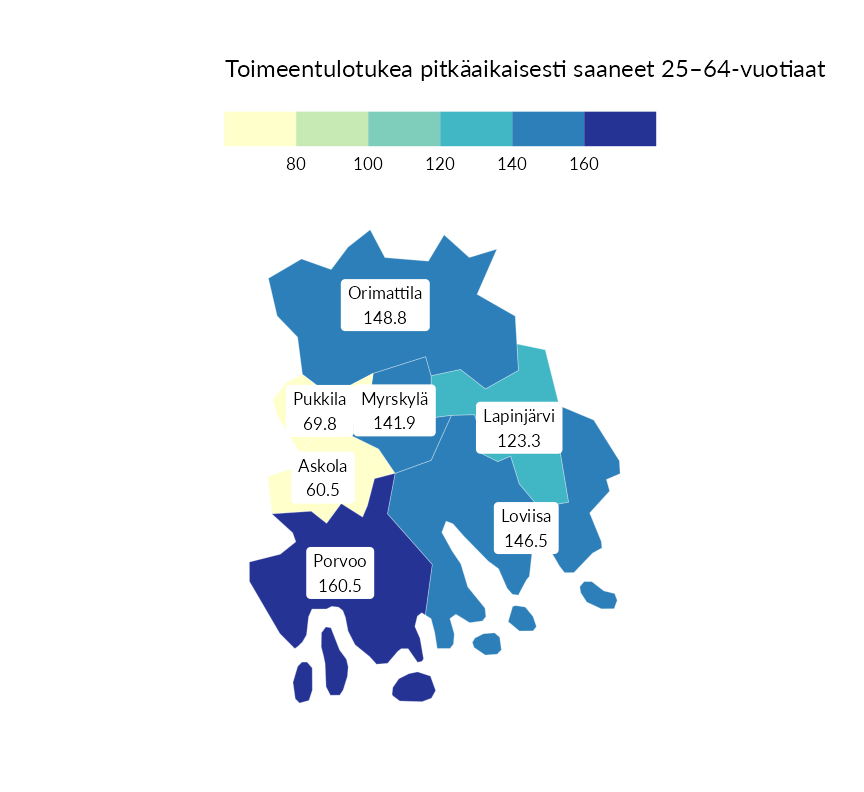 Toimeentulotukea pitkäaikaisesti saaneet 25–64-vuotiaat
80 100 120 140 160
Orimattila
148.8
Pukkila
69.8
Myrskylä
141.9
Lapinjärvi
123.3
Askola
60.5
Loviisa
146.5
Porvoo
160.5